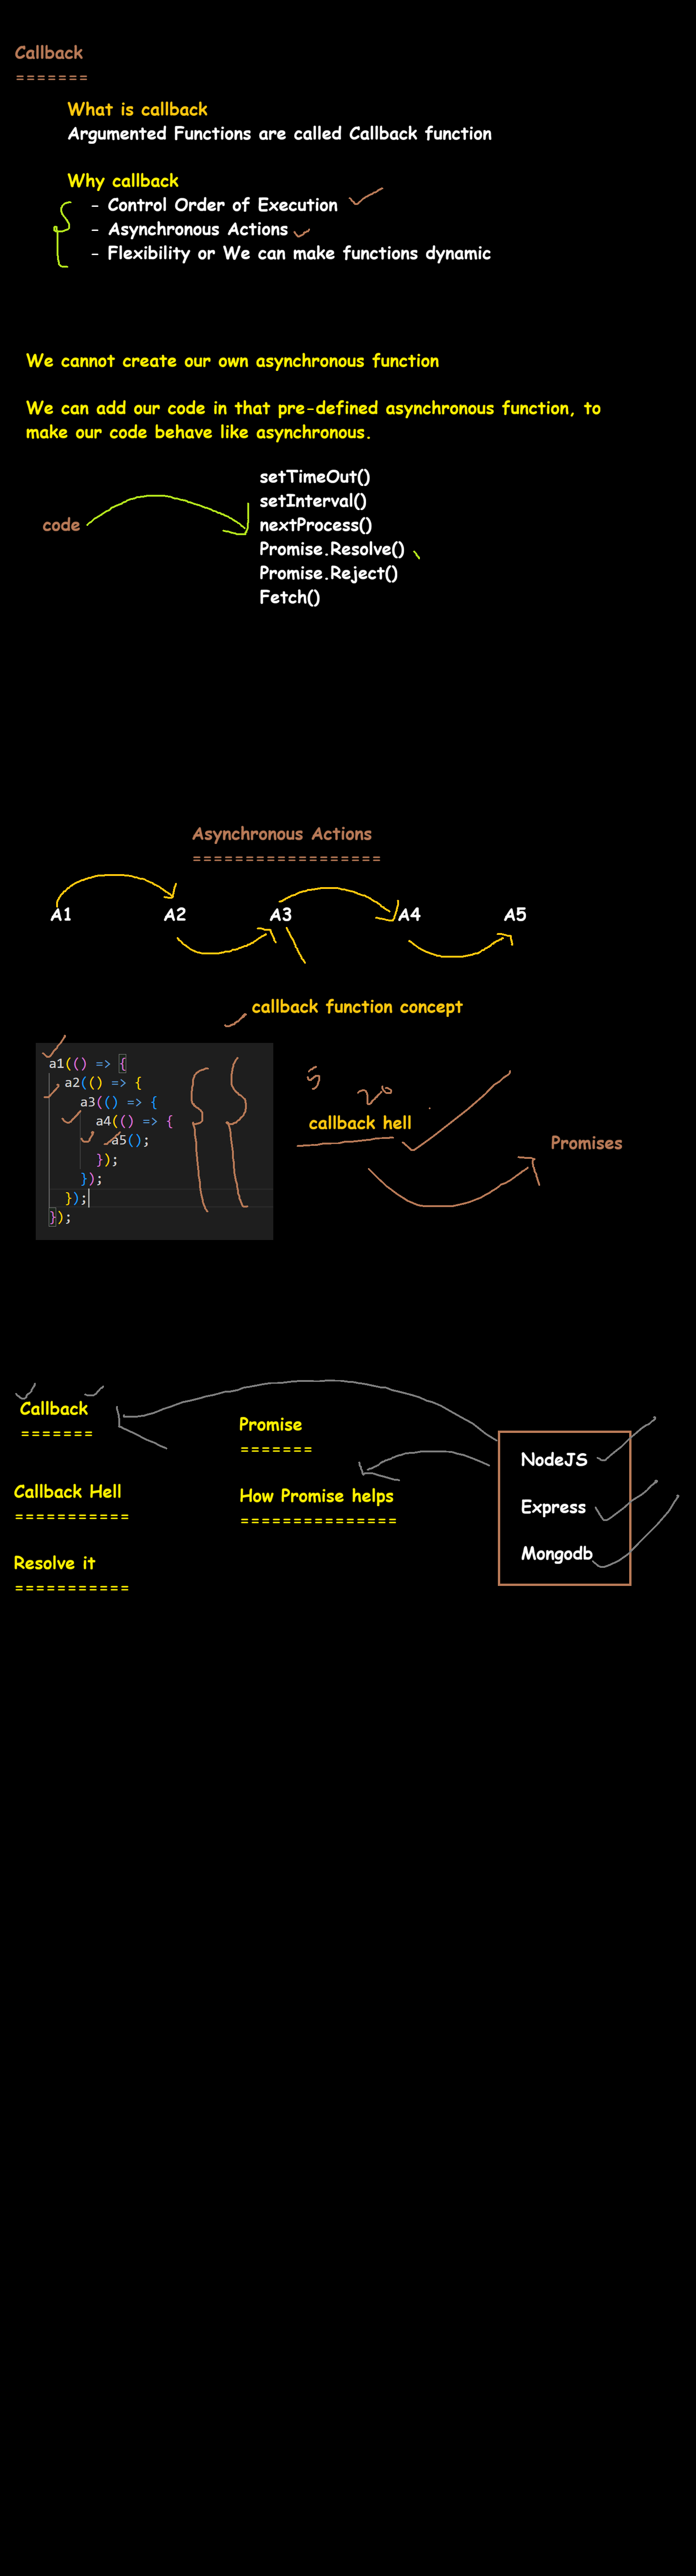 Callback
=======
What is callback
Argumented Functions are called Callback function
Why callback
- Control Order of Execution
- Asynchronous Actions
- Flexibility or We can make functions dynamic
We cannot create our own asynchronous function
We can add our code in that pre-defined asynchronous function, to
make our code behave like asynchronous.
setTimeOut()
setInterval()
code
nextProcess()
Promise.Resolve()
Promise.Reject()
Fetch()
Asynchronous Actions
==================
A1 A2 A3 A4 A5
callback function concept
a1(() => {
a2(() => {
a3(() => {
a4(() => {
a5();
});
});
});
});
5
20
callback hell
Promises
Callback
=======
Callback Hell
===========
Resolve it
===========
Promise
=======
How Promise helps
===============
NodeJS
Express
Mongodb